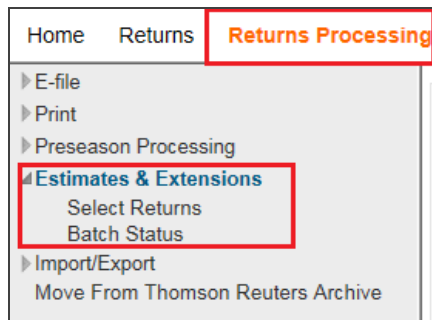 Home Returns Returns Processing
E-file
Print
Preseason Processing
Estimates & Extensions
Select Returns
Batch Status
Import/Export
Move From Thomson Reuters Archive